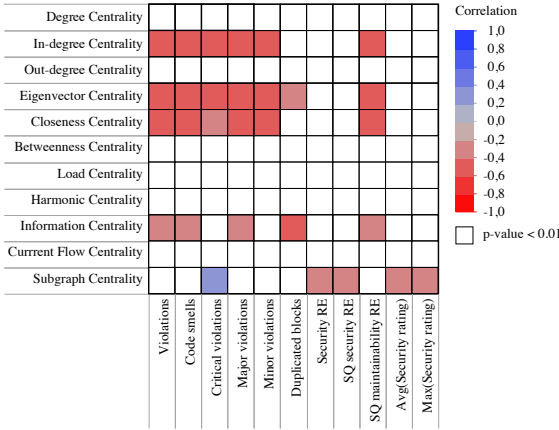 Degree Centrality
In-degree Centrality
Out-degree Centrality
Eigenvector Centrality
Closeness Centrality
Betweenness Centrality
Load Centrality
Harmonic Centrality
Information Centrality
Currrent Flow Centrality
Subgraph Centrality
Violations
Code smells
Critical violations
Major violations
Minor violations
Duplicated blocks
Security RE
SQ security RE
SQ maintainability RE
Avg(Security rating)
Max(Security rating)
Correlation
1,0
0,8
0,6
0,4
0,2
-0,0
-0,2
-0,4
-0,6
-0,8
-1,0
p-value < 0.01